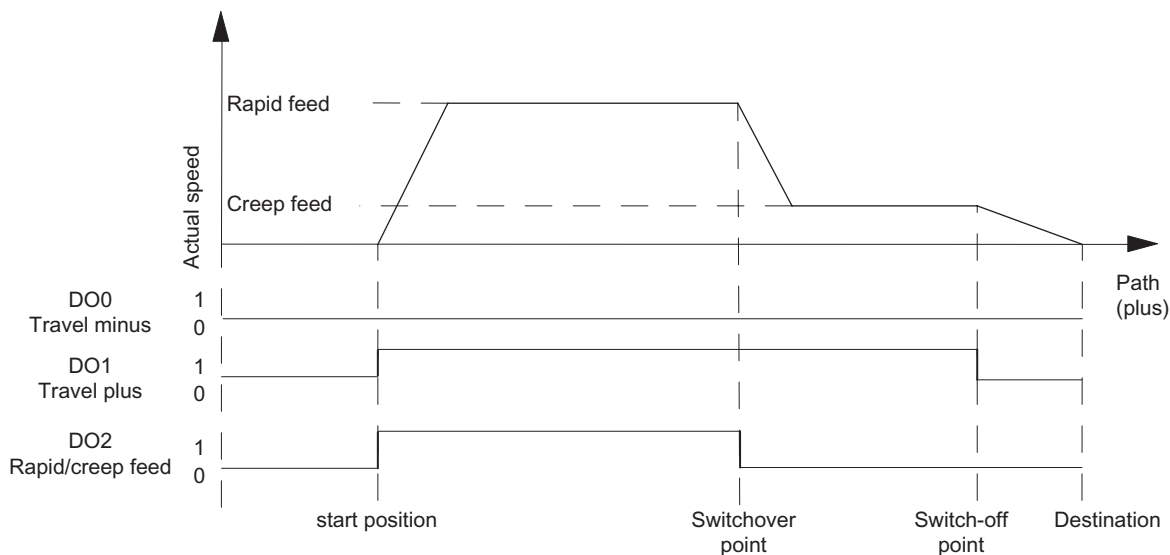 Actual speed
Rapid feed
Creep feed
Path
(plus)
DO0
Travel minus
1
0
DO1
Travel plus
1
0
DO2
Rapid/creep feed
1
0
start position
Switchover
point
Switch-off
point
Destination